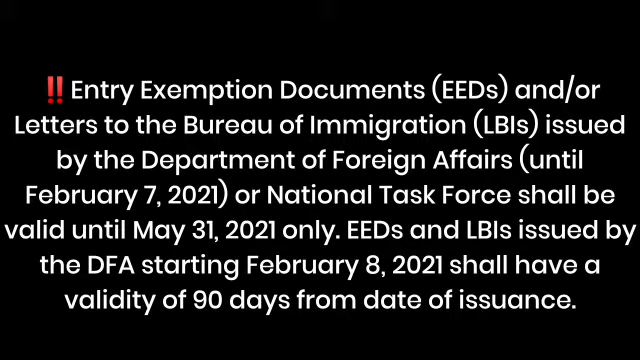 ‼️Entry Exemption Documents (EEDs) and/or
Letters to the Bureau of Immigration (LBIs) issued
by the Department of Foreign Affairs (until
February 7, 2021) or National Task Force shall be
valid until May 31, 2021 only. EEDs and LBIs issued by
the DFA starting February 8, 2021 shall have a
validity of 90 days from date of issuance.